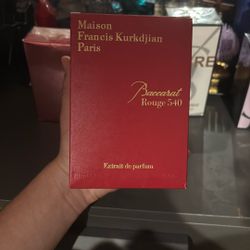 Maison
Francis Kurkdjian
Paris
Baccarat
Rouge 540
Extrait de parfum